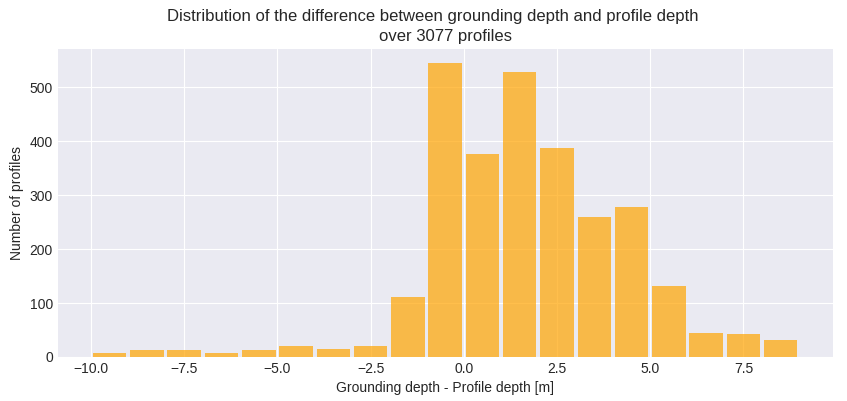 Distribution of the difference between grounding depth and profile depth
over 3077 profiles
Number of profiles
500
400
300
200
100
0
−10.0 −7.5 −5.0 −2.5 0.0 2.5 5.0 7.5
Grounding depth - Profile depth [m]